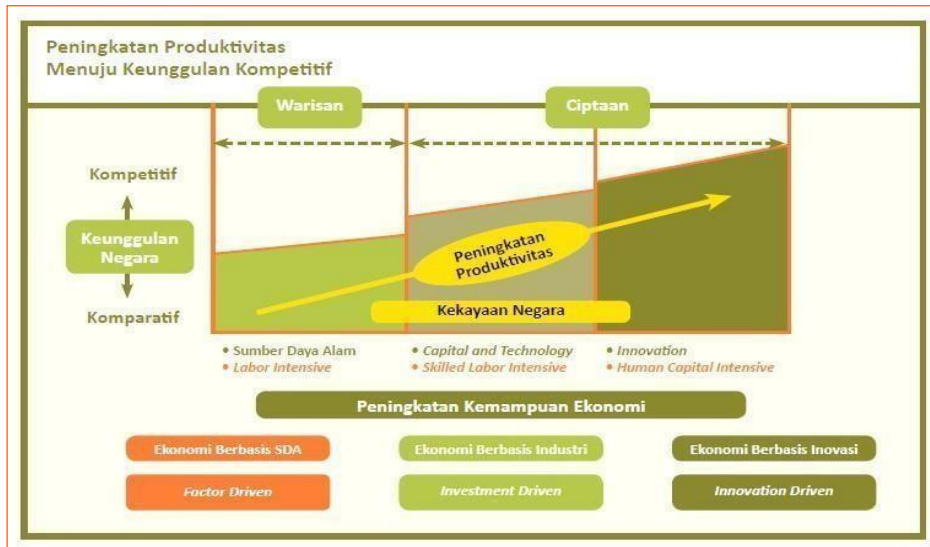 Peningkatan Produktivitas
Menuju Keunggulan Kompetitif
Warisan
Ciptaan
Kompetitif
Keunggulan
Negara
Komparatif
Peningkatan
Produktivitas
Kekayaan Negara
• Sumber Daya Alam
• Labor Intensive
• Capital and Technology
• Skilled Labor Intensive
• Innovation
• Human Capital Intensive
Peningkatan Kemampuan Ekonomi
Ekonomi Berbasis SDA
Ekonomi Berbasis Industri
Ekonomi Berbasis Inovasi
Factor Driven
Investment Driven
Innovation Driven